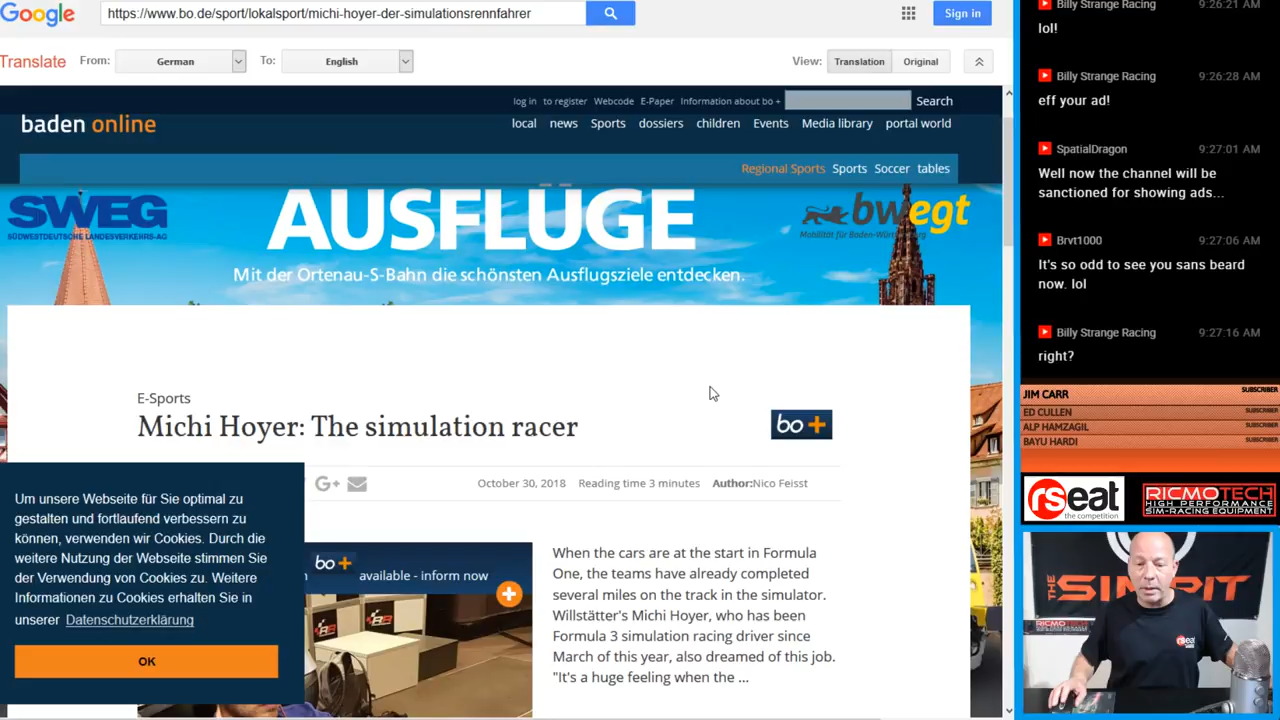 Google
https://www.bo.de/sport/lokalsport/michi-hoyer-der-simulationsrennfahrer
Sign in
Translate
From:
German
To:
English
View:
Translation
Original
log in to register Webcode E-Paper Information about bo +
Search
baden online
local news Sports dossiers children Events Media library portal world
Regional Sports Sports Soccer tables
SWEG
SÜDWESTDEUTSCHE LANDESVERKEHRS-AG
AUSFLÜGE
bwegt
Mobilität für Baden-Württemberg
Mit der Ortenau-S-Bahn die schönsten Ausflugsziele entdecken.
E-Sports
Michi Hoyer: The simulation racer
bo+
G+
October 30, 2018 Reading time 3 minutes Author:Nico Feisst
Um unsere Webseite für Sie optimal zu
gestalten und fortlaufend verbessern zu
können, verwenden wir Cookies. Durch die
weitere Nutzung der Webseite stimmen Sie
der Verwendung von Cookies zu. Weitere
Informationen zu Cookies erhalten Sie in
unserer Datenschutzerklärung
OK
bo+
available - inform now
When the cars are at the start in Formula
One, the teams have already completed
several miles on the track in the simulator.
Willstätter's Michi Hoyer, who has been
Formula 3 simulation racing driver since
March of this year, also dreamed of this job.
"It's a huge feeling when the ...
Billy Strange Racing 9:26:21 AM
lol!
Billy Strange Racing 9:26:28 AM
eff your ad!
SpatialDragon 9:27:01 AM
Well now the channel will be
sanctioned for showing ads...
Brvt1000 9:27:06 AM
It's so odd to see you sans beard
now. lol
Billy Strange Racing 9:27:16 AM
right?
JIM CARR SUBSCRIBER
ED CULLEN SUBSCRIBER
ALP HAMZAGIL SUBSCRIBER
BAYU HARDI SUBSCRIBER
rseat
the competition
RICMOTECH
HIGH PERFORMANCE
SIM-RACING EQUIPMENT
THE SIMPIT
RICMOTECH
rseat